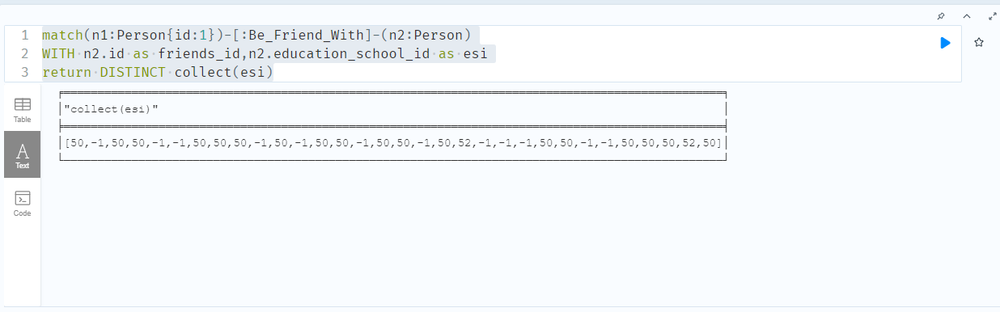 1 match(n1:Person{id:1})-[:Be_Friend_With]-(n2:Person)
2 WITH n2.id as friends_id,n2.education_school_id as esi
3 return DISTINCT collect(esi)
"collect(esi)"
[50,-1,50,50,-1,-1,50,50,50,-1,50,-1,50,50,-1,50,50,-1,50,52,-1,-1,-1,50,50,-1,-1,50,50,50,52,50]
Table
A
Text
Code